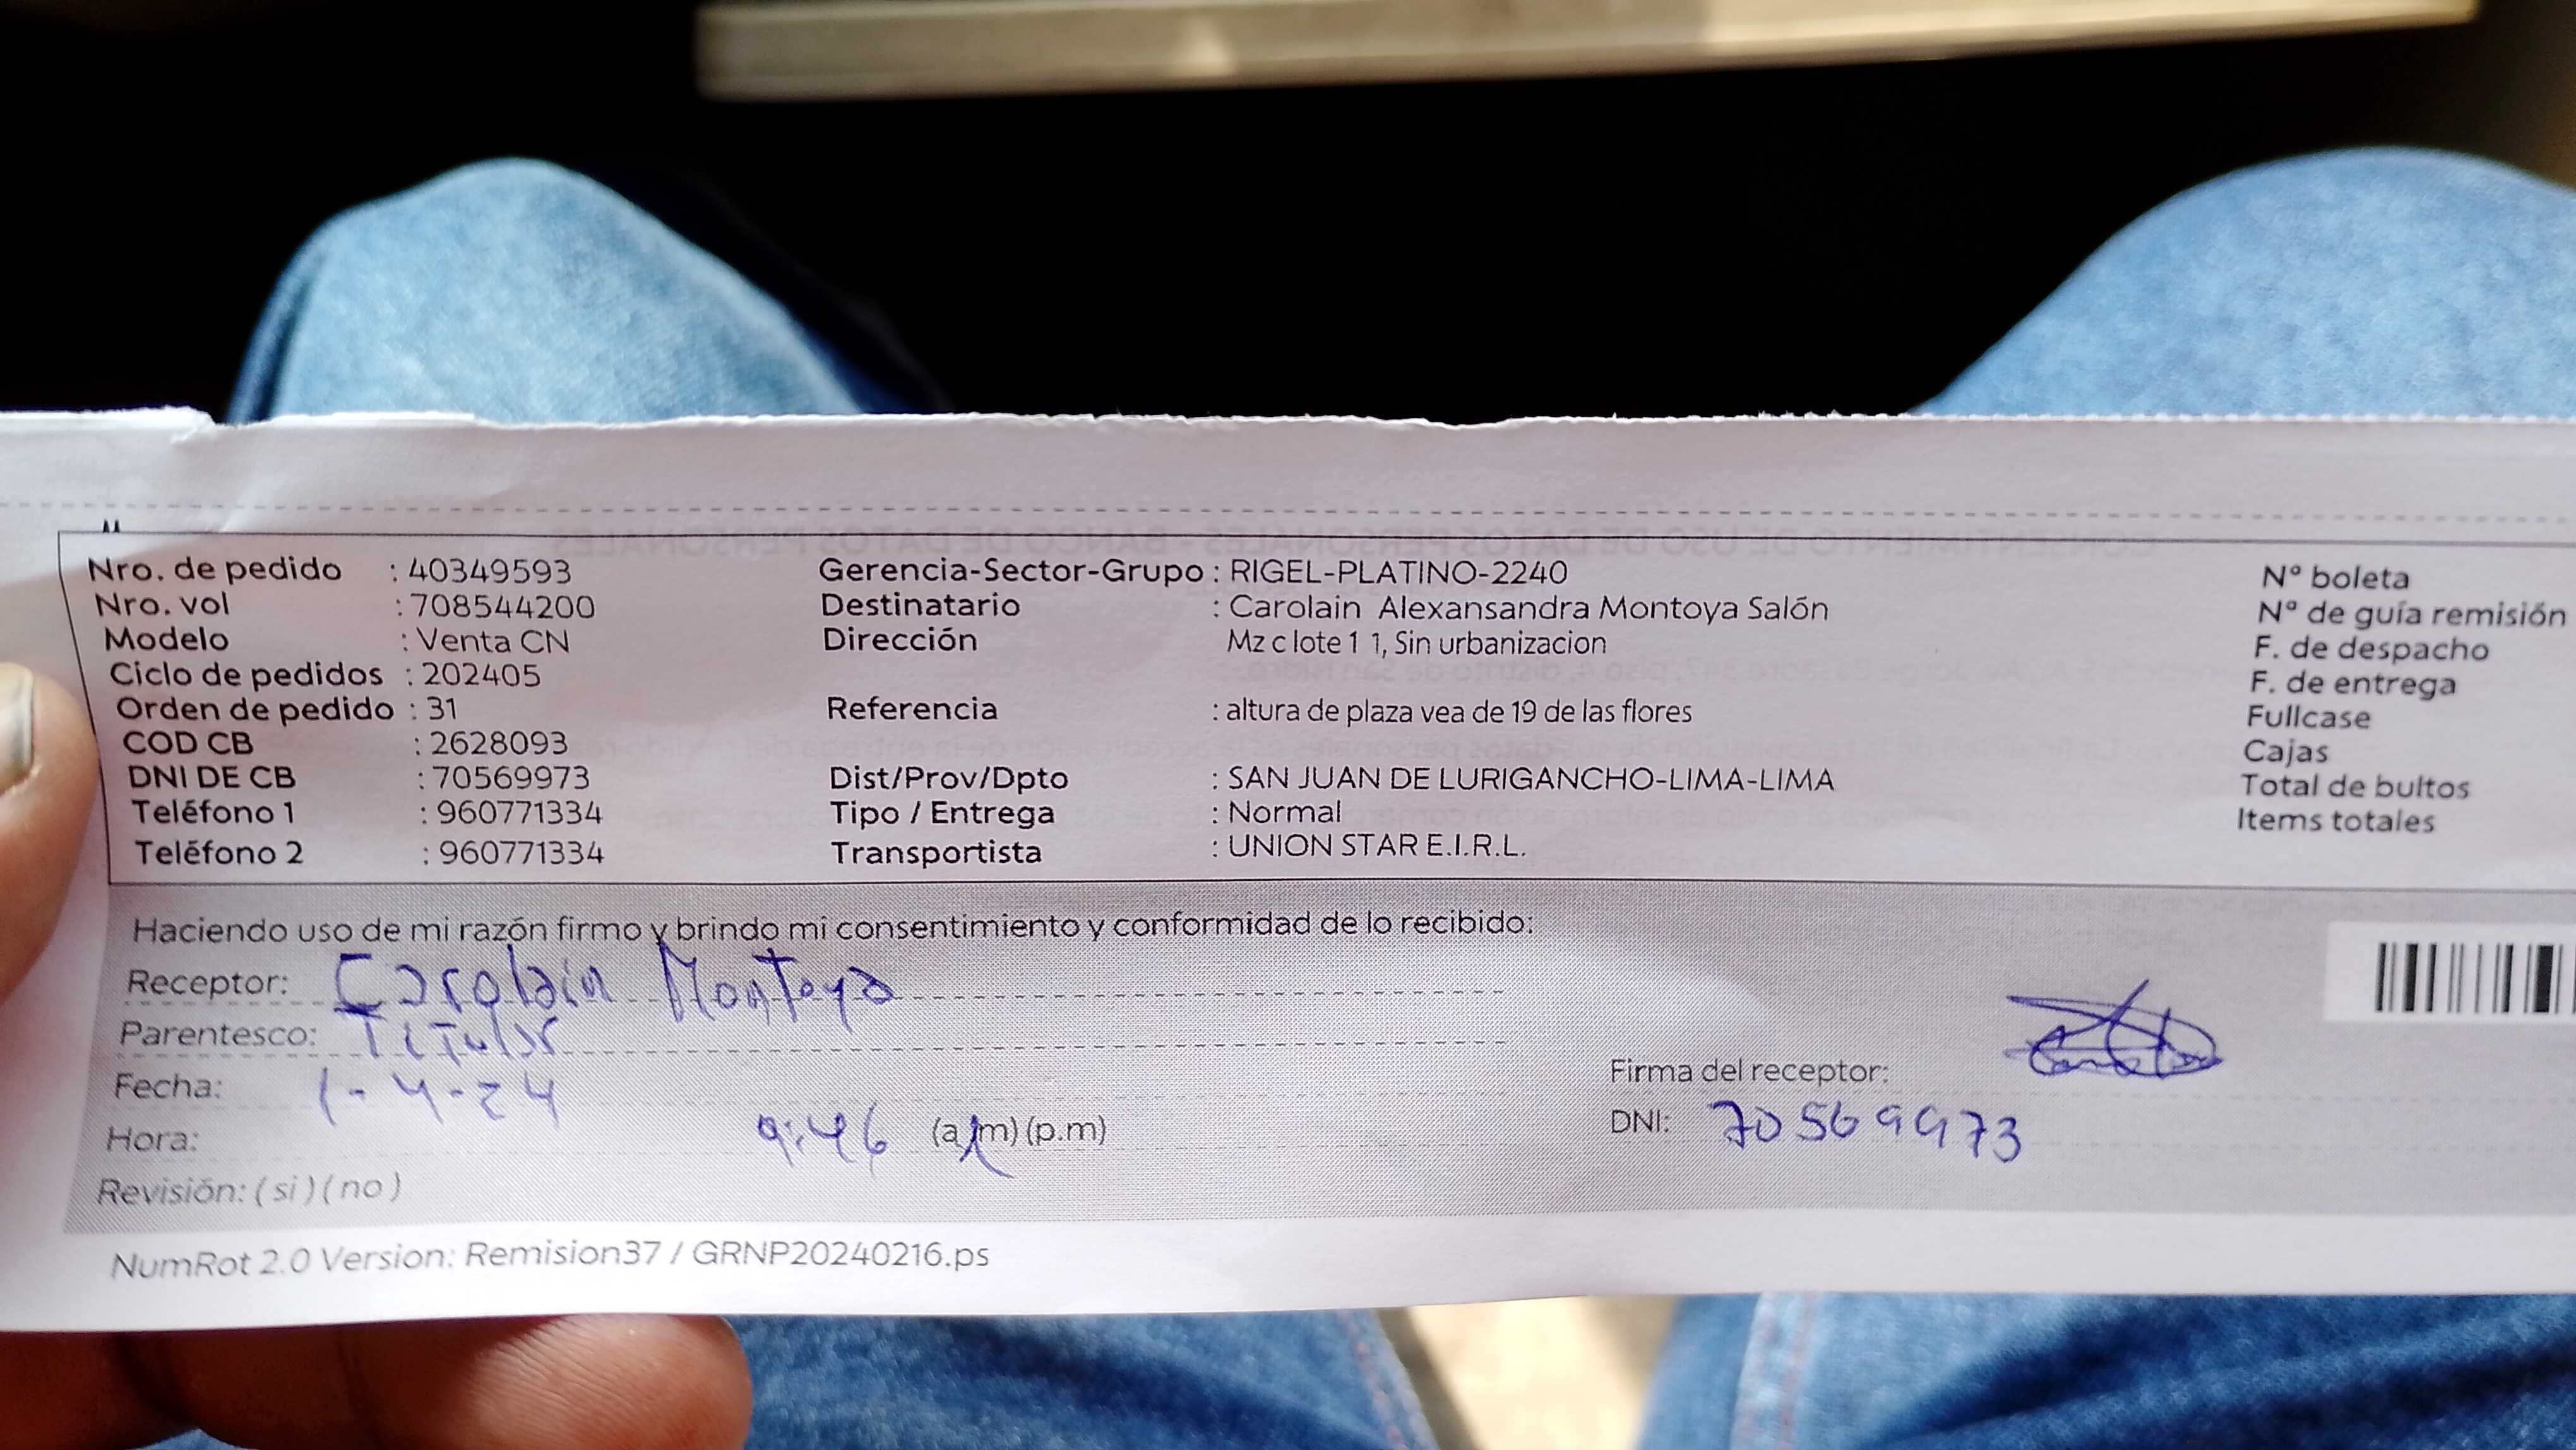 Nro. de pedido : 40349593
Nro. vol : 708544200
Modelo : Venta CN
Ciclo de pedidos : 202405
Orden de pedido : 31
COD CB : 2628093
DNI DE CB : 70569973
Teléfono 1 : 960771334
Teléfono 2 : 960771334
Gerencia-Sector-Grupo : RIGEL-PLATINO-2240
Destinatario : Carolain Alexansandra Montoya Salón
Dirección Mz c lote 1 1, Sin urbanizacion
Referencia : altura de plaza vea de 19 de las flores
Dist/Prov/Dpto : SAN JUAN DE LURIGANCHO-LIMA-LIMA
Tipo / Entrega : Normal
Transportista : UNION STAR E.I.R.L.
Nº boleta
Nº de guía remisión
F. de despacho
F. de entrega
Fullcase
Cajas
Total de bultos
Items totales
Haciendo uso de mi razón firmo y brindo mi consentimiento y conformidad de lo recibido:
Receptor: Carolain Montoya
Parentesco: Titular
Fecha: 1-4-24
Hora: 9:46 (a.m) (p.m)
Revisión: ( si ) ( no )
Firma del receptor:
DNI: 70569973
NumRot 2.0 Version: Remision37 / GRNP20240216.ps